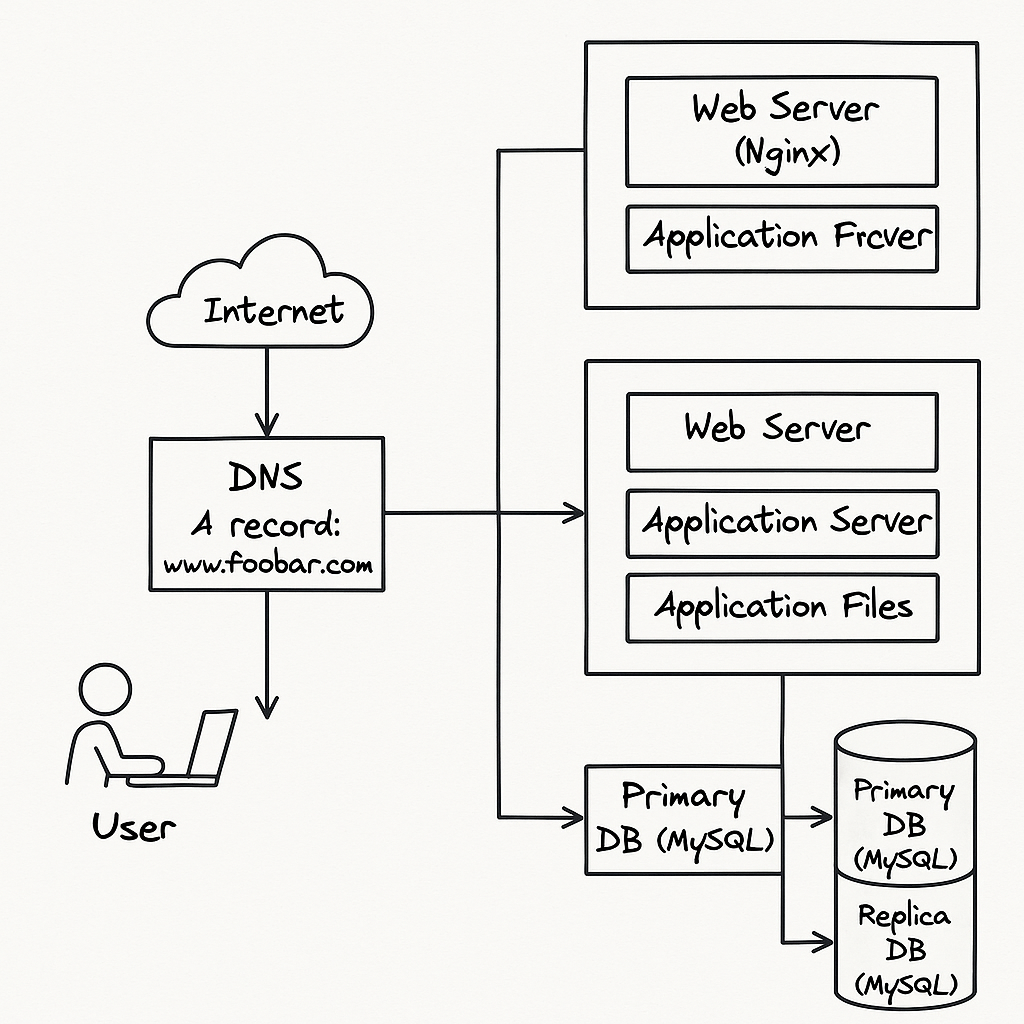 Internet
DNS
A record:
www.foobar.com
User
Web Server
(Nginx)
Application Frcver
Web Server
Application Server
Application Files
Primary
DB (MySQL)
Primary
DB
(MySQL)
Replica
DB
(MySQL)